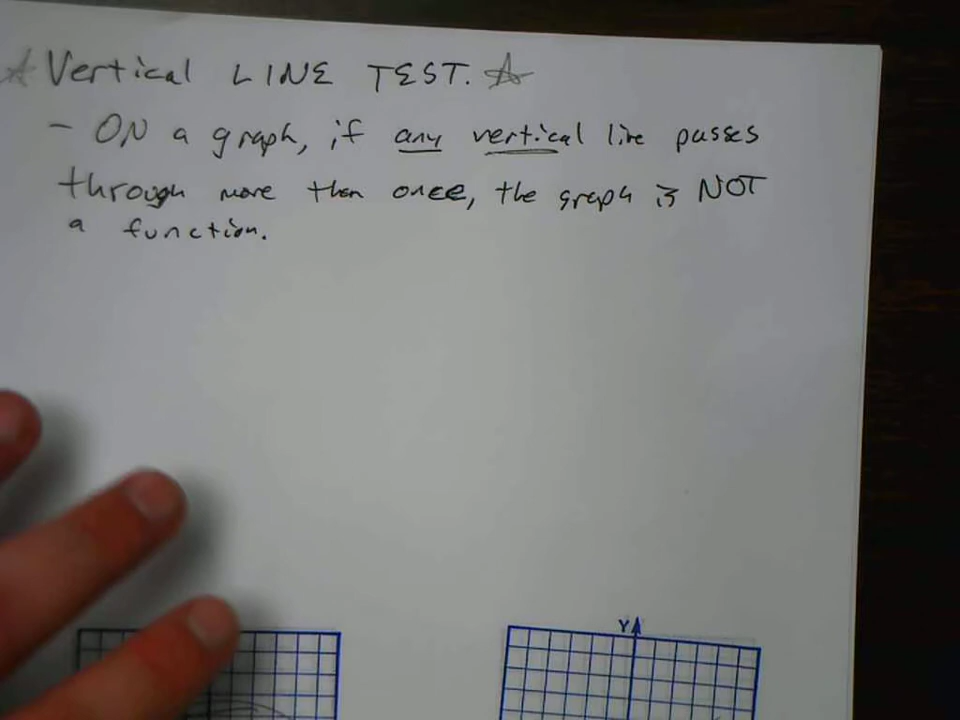 ☆ Vertical LINE TEST. ☆
- ON a graph, if any vertical line passes
through more than once, the graph is NOT
a function.
Y